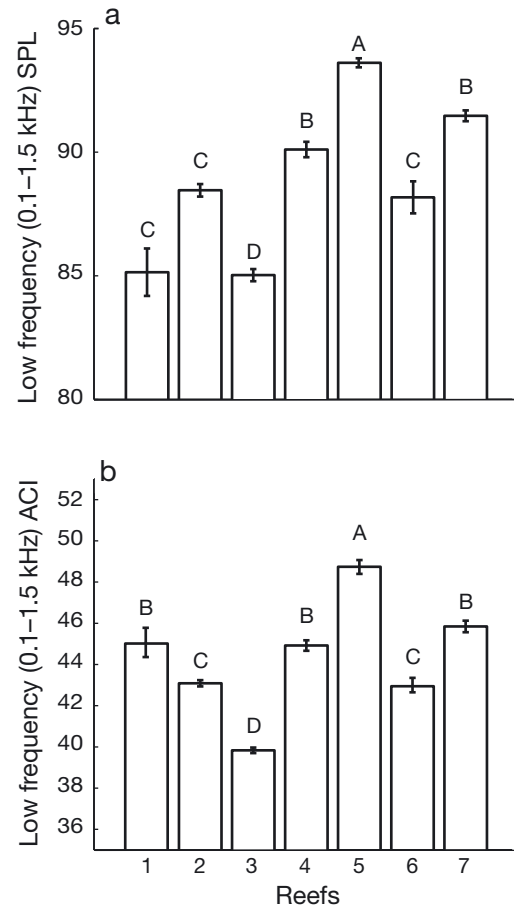 a
Low frequency (0.1–1.5 kHz) SPL
95
90
85
80
C
C
D
B
A
C
B
b
Low frequency (0.1–1.5 kHz) ACI
52
50
48
46
44
42
40
38
36
B
C
D
B
A
C
B
1 2 3 4 5 6 7
Reefs